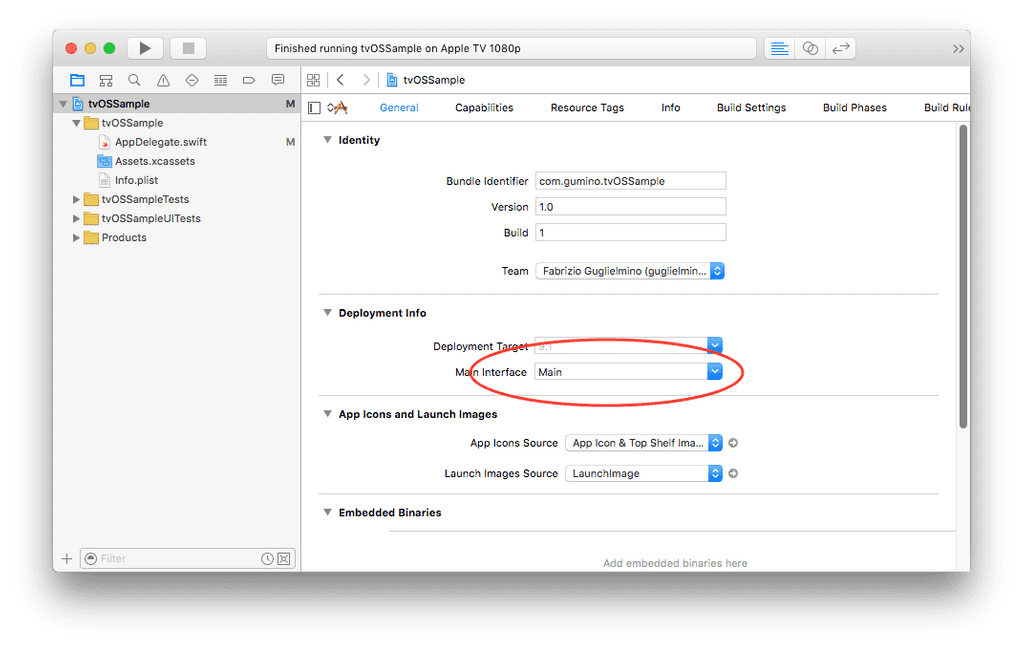 Finished running tvOSSample on Apple TV 1080p
tvOSSample
tvOSSample M
General Capabilities Resource Tags Info Build Settings Build Phases Build Rule
tvOSSample
AppDelegate.swift M
Assets.xcassets
Info.plist
tvOSSampleTests
tvOSSampleUITests
Products
Filter
Identity
Bundle Identifier com.gumino.tvOSSample
Version 1.0
Build 1
Team Fabrizio Guglielmino (guglielmin...
Deployment Info
Deployment Target 9.1
Main Interface Main
App Icons and Launch Images
App Icons Source App Icon & Top Shelf Ima...
Launch Images Source LaunchImage
Embedded Binaries
Add embedded binaries here